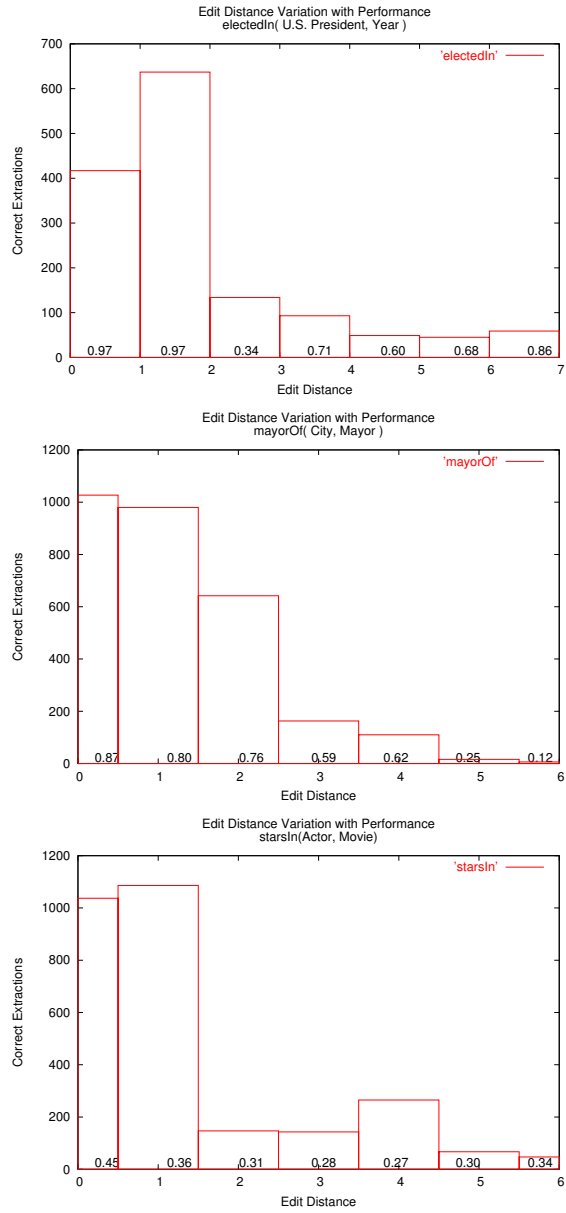 Edit Distance Variation with Performance
electedIn( U.S. President, Year )
700
600
500
400
300
200
100
0
Correct Extractions
'electedIn'
0.97 0.97 0.34 0.71 0.60 0.68 0.86
0 1 2 3 4 5 6 7
Edit Distance
Edit Distance Variation with Performance
mayorOf( City, Mayor )
1200
1000
800
600
400
200
0
Correct Extractions
'mayorOf'
0.87 0.80 0.76 0.59 0.62 0.25 0.12
0 1 2 3 4 5 6
Edit Distance
Edit Distance Variation with Performance
starsIn(Actor, Movie)
1200
1000
800
600
400
200
0
Correct Extractions
'starsIn'
0.45 0.36 0.31 0.28 0.27 0.30 0.34
0 1 2 3 4 5 6
Edit Distance